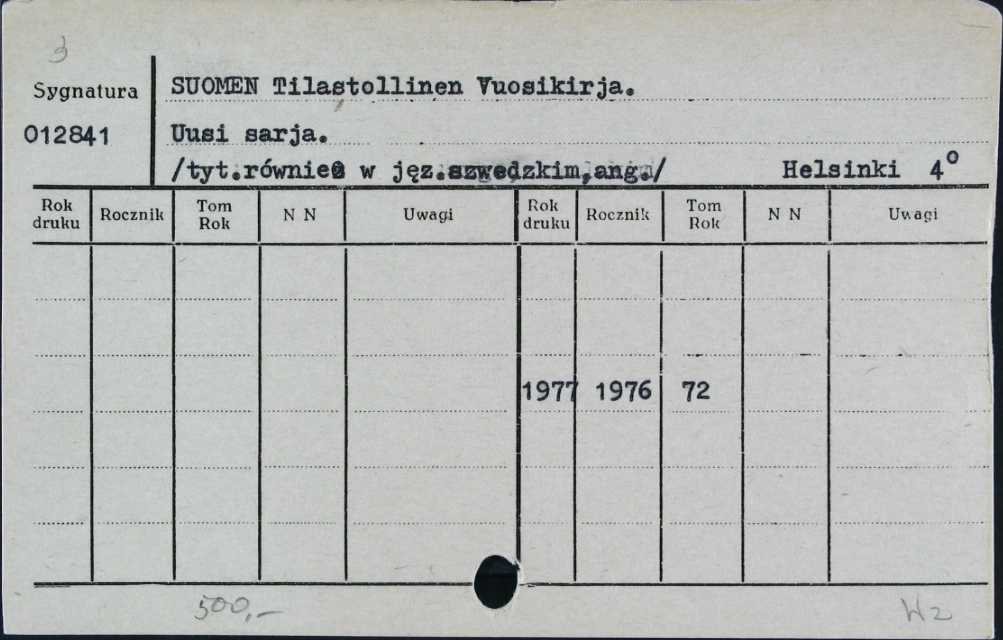 3
Sygnatura
SUOMEN Tilastollinen Vuosikirja.
012841
Uusi sarja.
/tyt.również w jęz.szwedzkim,ang./ Helsinki 4°
Rok druku Rocznik Tom Rok N N Uwagi Rok druku Rocznik Tom Rok N N Uwagi
1977 1976 72
500,-
W2